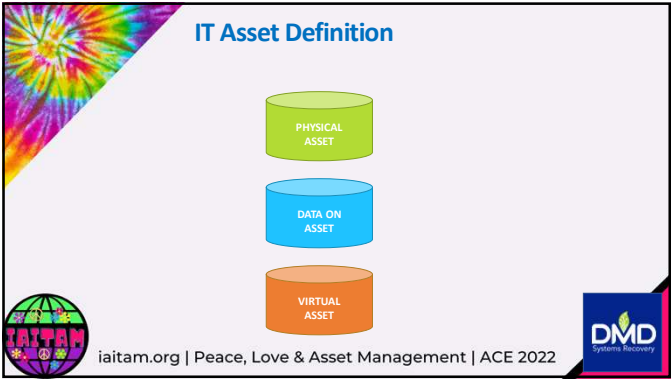 IT Asset Definition
PHYSICAL
ASSET
DATA ON
ASSET
VIRTUAL
ASSET
IAITAM
iaitam.org | Peace, Love & Asset Management | ACE 2022
DMD
Systems Recovery